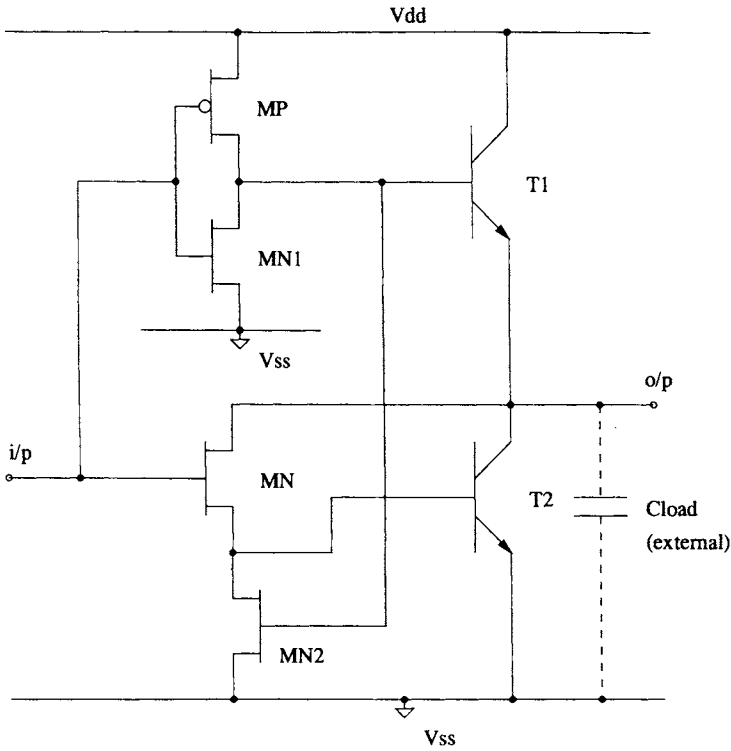 Vdd
MP
T1
MN1
Vss
o/p
i/p
MN
T2
Cload
(external)
MN2
Vss